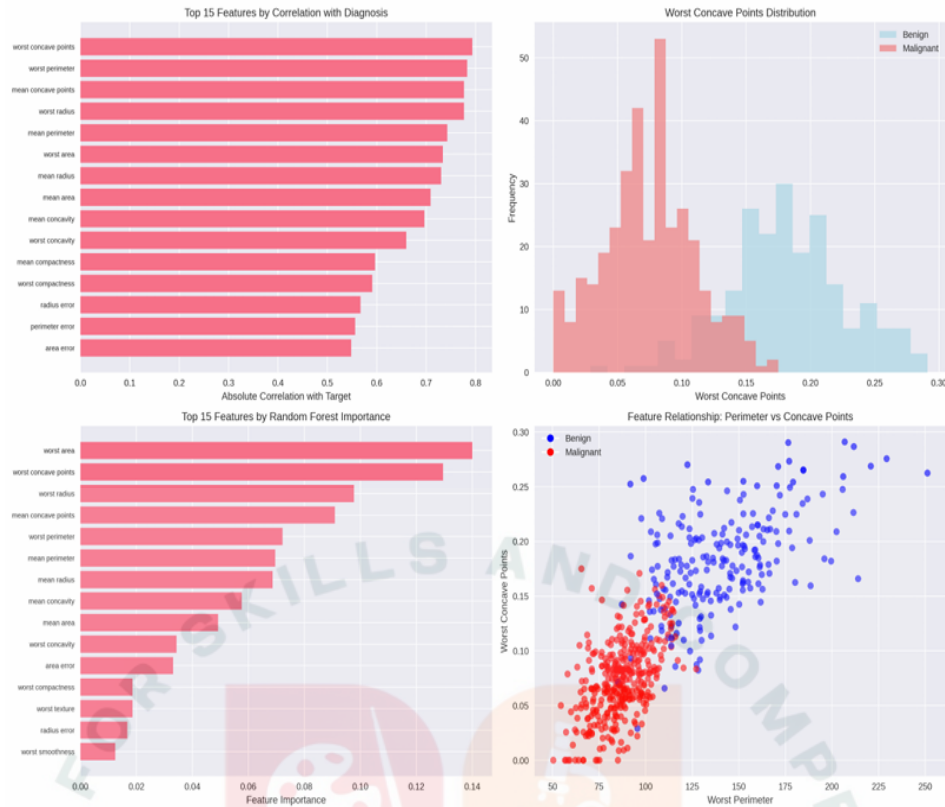 Top 15 Features by Correlation with Diagnosis
worst concave points
worst perimeter
mean concave points
worst radius
mean perimeter
worst area
mean radius
mean area
mean concavity
worst concavity
mean compactness
worst compactness
radius error
perimeter error
area error
0.0 0.1 0.2 0.3 0.4 0.5 0.6 0.7 0.8
Absolute Correlation with Target
Worst Concave Points Distribution
Benign
Malignant
50
40
30
20
10
0
Frequency
0.00 0.05 0.10 0.15 0.20 0.25 0.30
Worst Concave Points
Top 15 Features by Random Forest Importance
worst area
worst concave points
worst radius
mean concave points
worst perimeter
mean perimeter
mean radius
mean concavity
mean area
worst concavity
area error
worst compactness
worst texture
radius error
worst smoothness
0.00 0.02 0.04 0.06 0.08 0.10 0.12 0.14
Feature Importance
Feature Relationship: Perimeter vs Concave Points
Benign
Malignant
0.30
0.25
0.20
0.15
0.10
0.05
0.00
Worst Concave Points
50 75 100 125 150 175 200 225 250
Worst Perimeter
FOR SKILLS AND COMPE